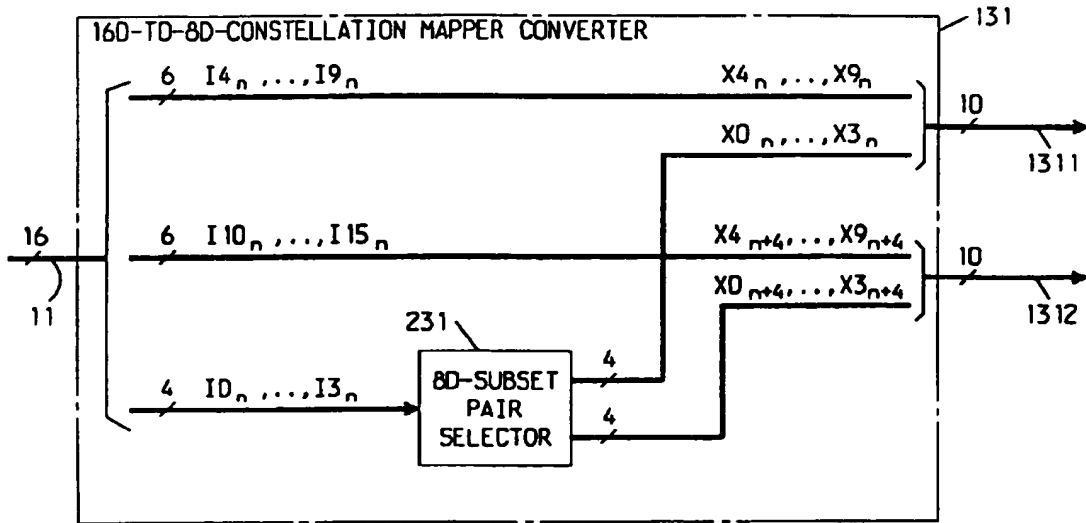 16D-TO-8D-CONSTELLATION MAPPER CONVERTER
131
6 I4n ,...,I9n X4n ,...,X9n
10
X0n ,...,X3n
1311
16
6 I10n ,...,I15n X4n+4,...,X9n+4
10
X0n+4,...,X3n+4
11
1312
231
4 I0n ,...,I3n
8D-SUBSET
PAIR
SELECTOR
4
4